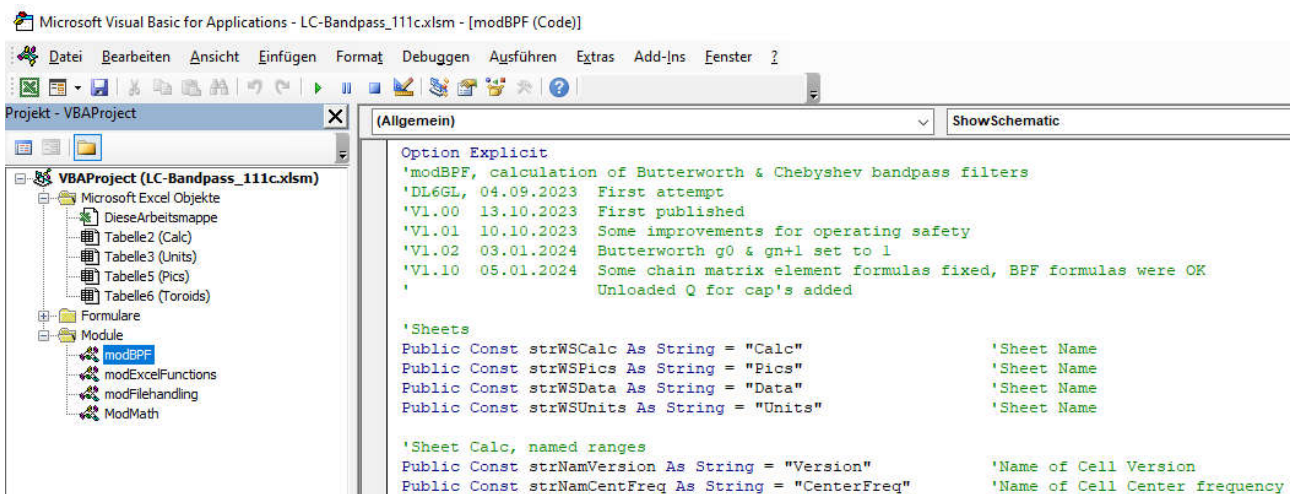 Microsoft Visual Basic for Applications - LC-Bandpass_111c.xlsm - [modBPF (Code)]
Datei Bearbeiten Ansicht Einfügen Format Debuggen Ausführen Extras Add-Ins Fenster ?
Projekt - VBAProject
VBAProject (LC-Bandpass_111c.xlsm)
Microsoft Excel Objekte
DieseArbeitsmappe
Tabelle2 (Calc)
Tabelle3 (Units)
Tabelle5 (Pics)
Tabelle6 (Toroids)
Formulare
Module
modBPF
modExcelFunctions
modFilehandling
ModMath
(Allgemein) ShowSchematic
Option Explicit
'modBPF, calculation of Butterworth & Chebyshev bandpass filters
'DL6GL, 04.09.2023 First attempt
'V1.00 13.10.2023 First published
'V1.01 10.10.2023 Some improvements for operating safety
'V1.02 03.01.2024 Butterworth g0 & gn+1 set to 1
'V1.10 05.01.2024 Some chain matrix element formulas fixed, BPF formulas were OK
' Unloaded Q for cap's added
'Sheets
Public Const strWSCalc As String = "Calc" 'Sheet Name
Public Const strWSPics As String = "Pics" 'Sheet Name
Public Const strWSData As String = "Data" 'Sheet Name
Public Const strWSUnits As String = "Units" 'Sheet Name
'Sheet Calc, named ranges
Public Const strNamVersion As String = "Version" 'Name of Cell Version
Public Const strNamCentFreq As String = "CenterFreq" 'Name of Cell Center frequency